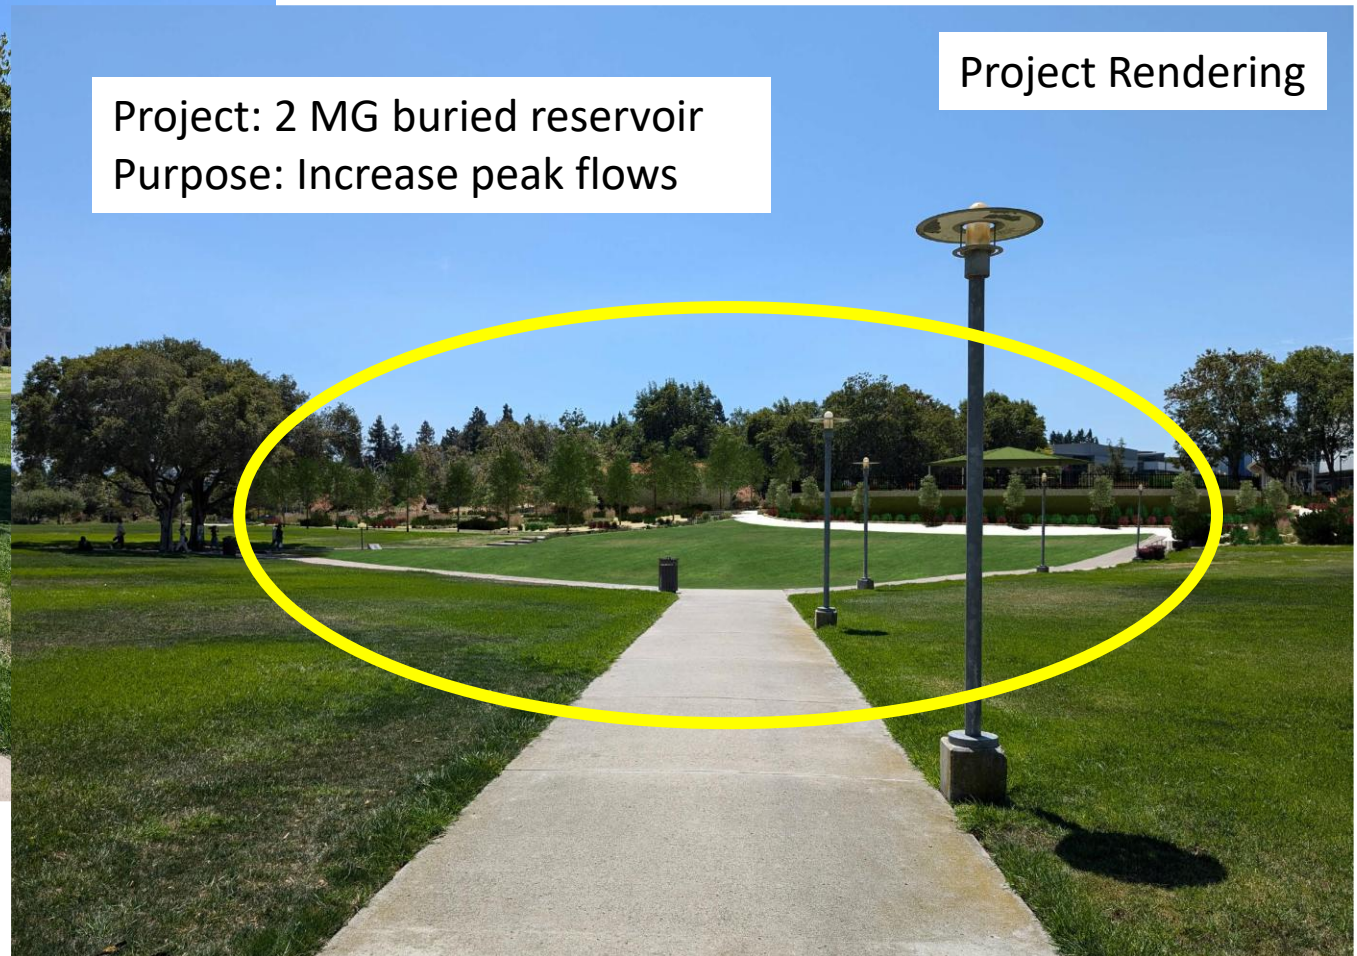 Project: 2 MG buried reservoir
Purpose: Increase peak flows
Project Rendering